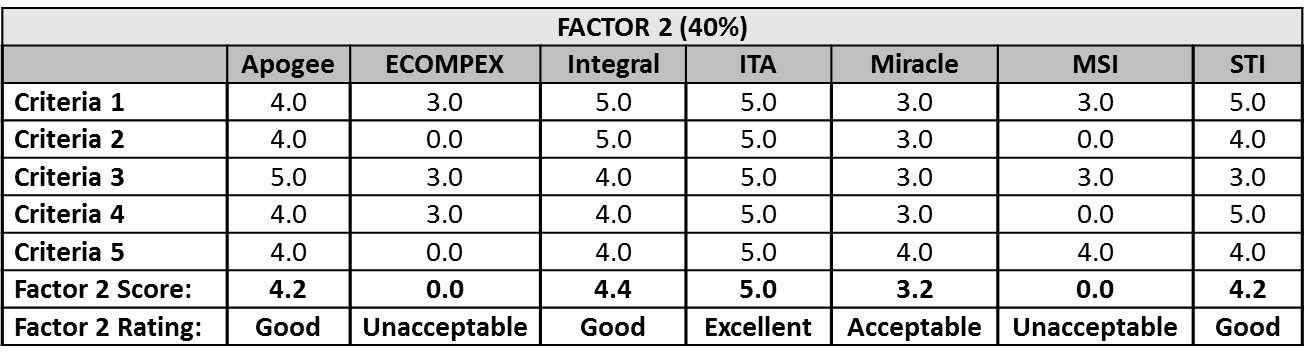 FACTOR 2 (40%)
Apogee ECOMPEX Integral ITA Miracle MSI STI
Criteria 1 4.0 3.0 5.0 5.0 3.0 3.0 5.0
Criteria 2 4.0 0.0 5.0 5.0 3.0 0.0 4.0
Criteria 3 5.0 3.0 4.0 5.0 3.0 3.0 3.0
Criteria 4 4.0 3.0 4.0 5.0 3.0 0.0 5.0
Criteria 5 4.0 0.0 4.0 5.0 4.0 4.0 4.0
Factor 2 Score: 4.2 0.0 4.4 5.0 3.2 0.0 4.2
Factor 2 Rating: Good Unacceptable Good Excellent Acceptable Unacceptable Good